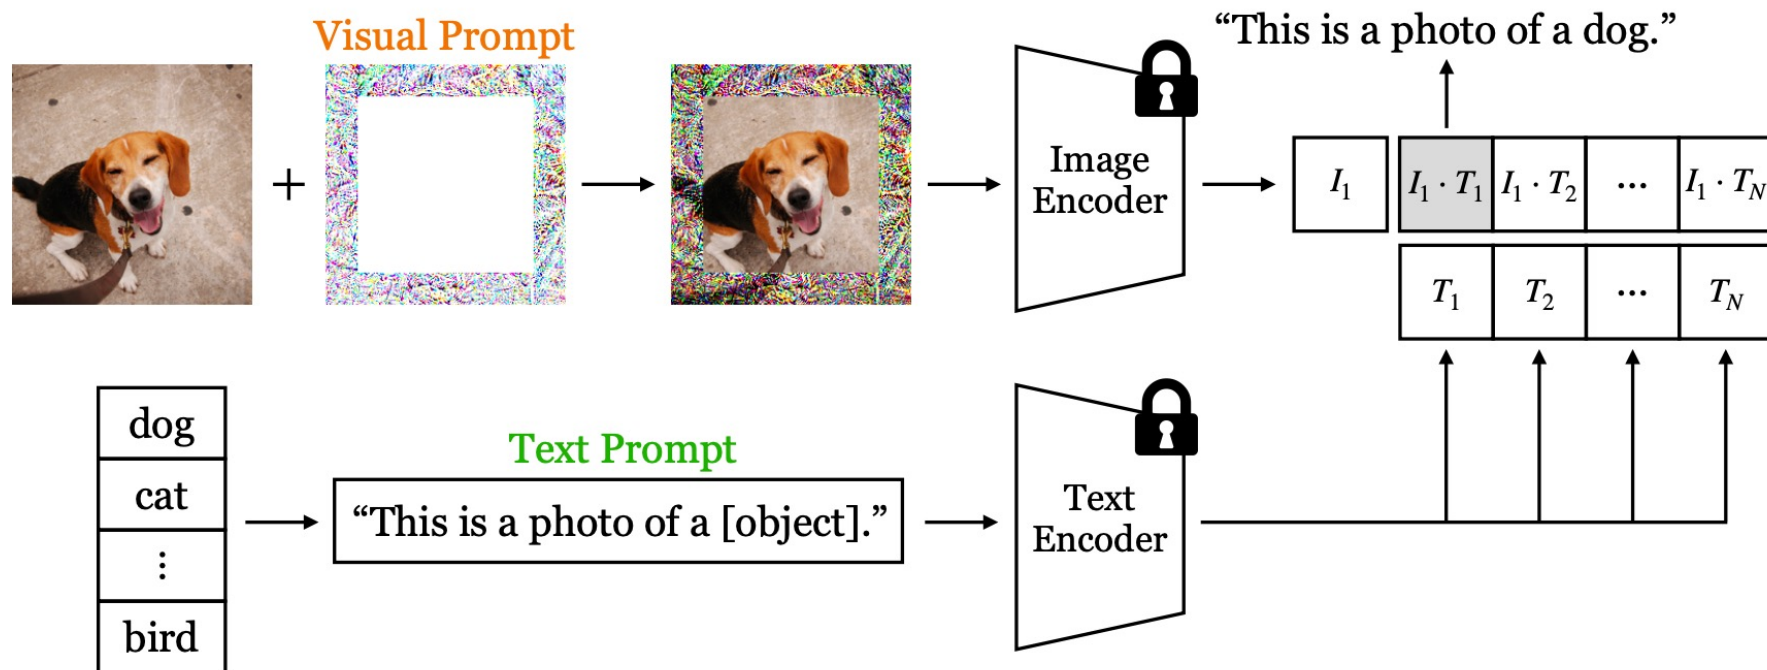 Visual Prompt
“This is a photo of a dog.”
+
Image
Encoder
I₁
I₁ · T₁
I₁ · T₂
...
I₁ · T_N
T₁
T₂
...
T_N
dog
cat
⋮
bird
Text Prompt
“This is a photo of a [object].”
Text
Encoder